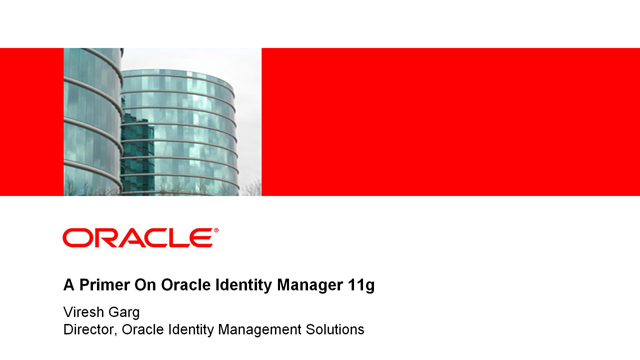 ORACLE®
A Primer On Oracle Identity Manager 11g
Viresh Garg
Director, Oracle Identity Management Solutions